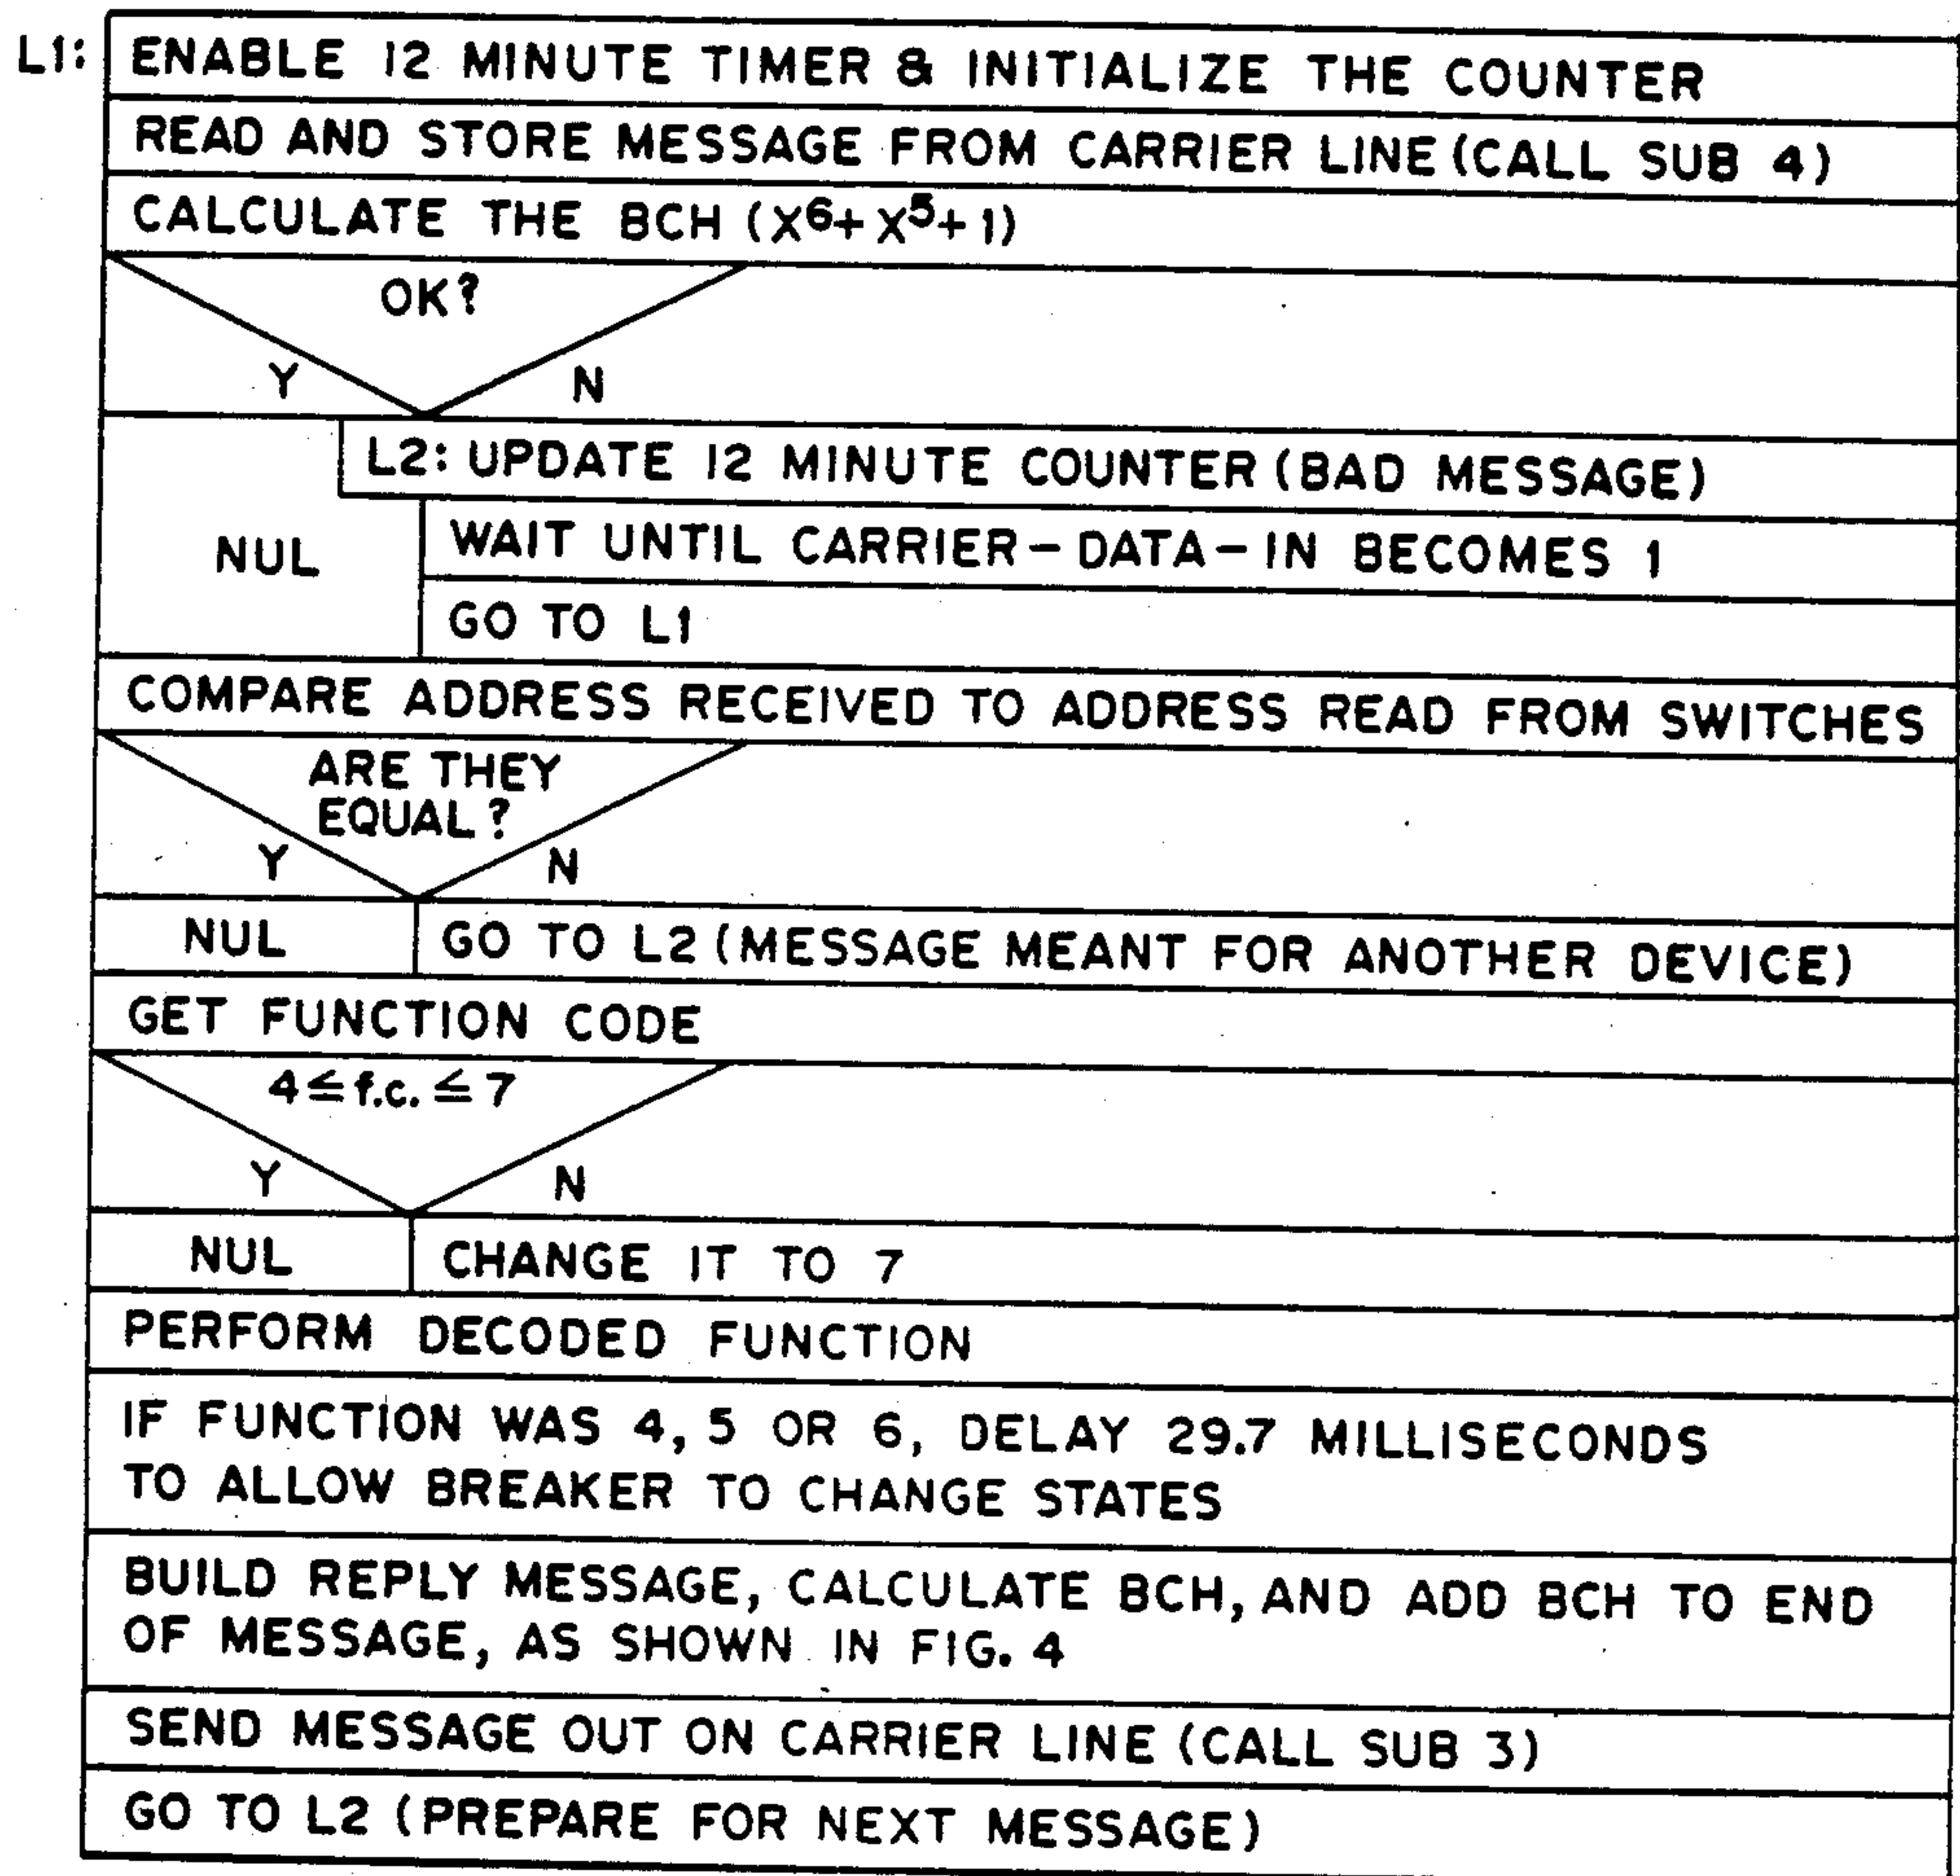 L1: ENABLE 12 MINUTE TIMER & INITIALIZE THE COUNTER
READ AND STORE MESSAGE FROM CARRIER LINE (CALL SUB 4)
CALCULATE THE BCH (X⁶+X⁵+1)
OK?
Y N
L2: UPDATE 12 MINUTE COUNTER (BAD MESSAGE)
NUL
WAIT UNTIL CARRIER-DATA-IN BECOMES 1
GO TO L1
COMPARE ADDRESS RECEIVED TO ADDRESS READ FROM SWITCHES
ARE THEY
EQUAL?
Y N
NUL GO TO L2 (MESSAGE MEANT FOR ANOTHER DEVICE)
GET FUNCTION CODE
4≤f.c.≤7
Y N
NUL CHANGE IT TO 7
PERFORM DECODED FUNCTION
IF FUNCTION WAS 4, 5 OR 6, DELAY 29.7 MILLISECONDS
TO ALLOW BREAKER TO CHANGE STATES
BUILD REPLY MESSAGE, CALCULATE BCH, AND ADD BCH TO END
OF MESSAGE, AS SHOWN IN FIG. 4
SEND MESSAGE OUT ON CARRIER LINE (CALL SUB 3)
GO TO L2 (PREPARE FOR NEXT MESSAGE)